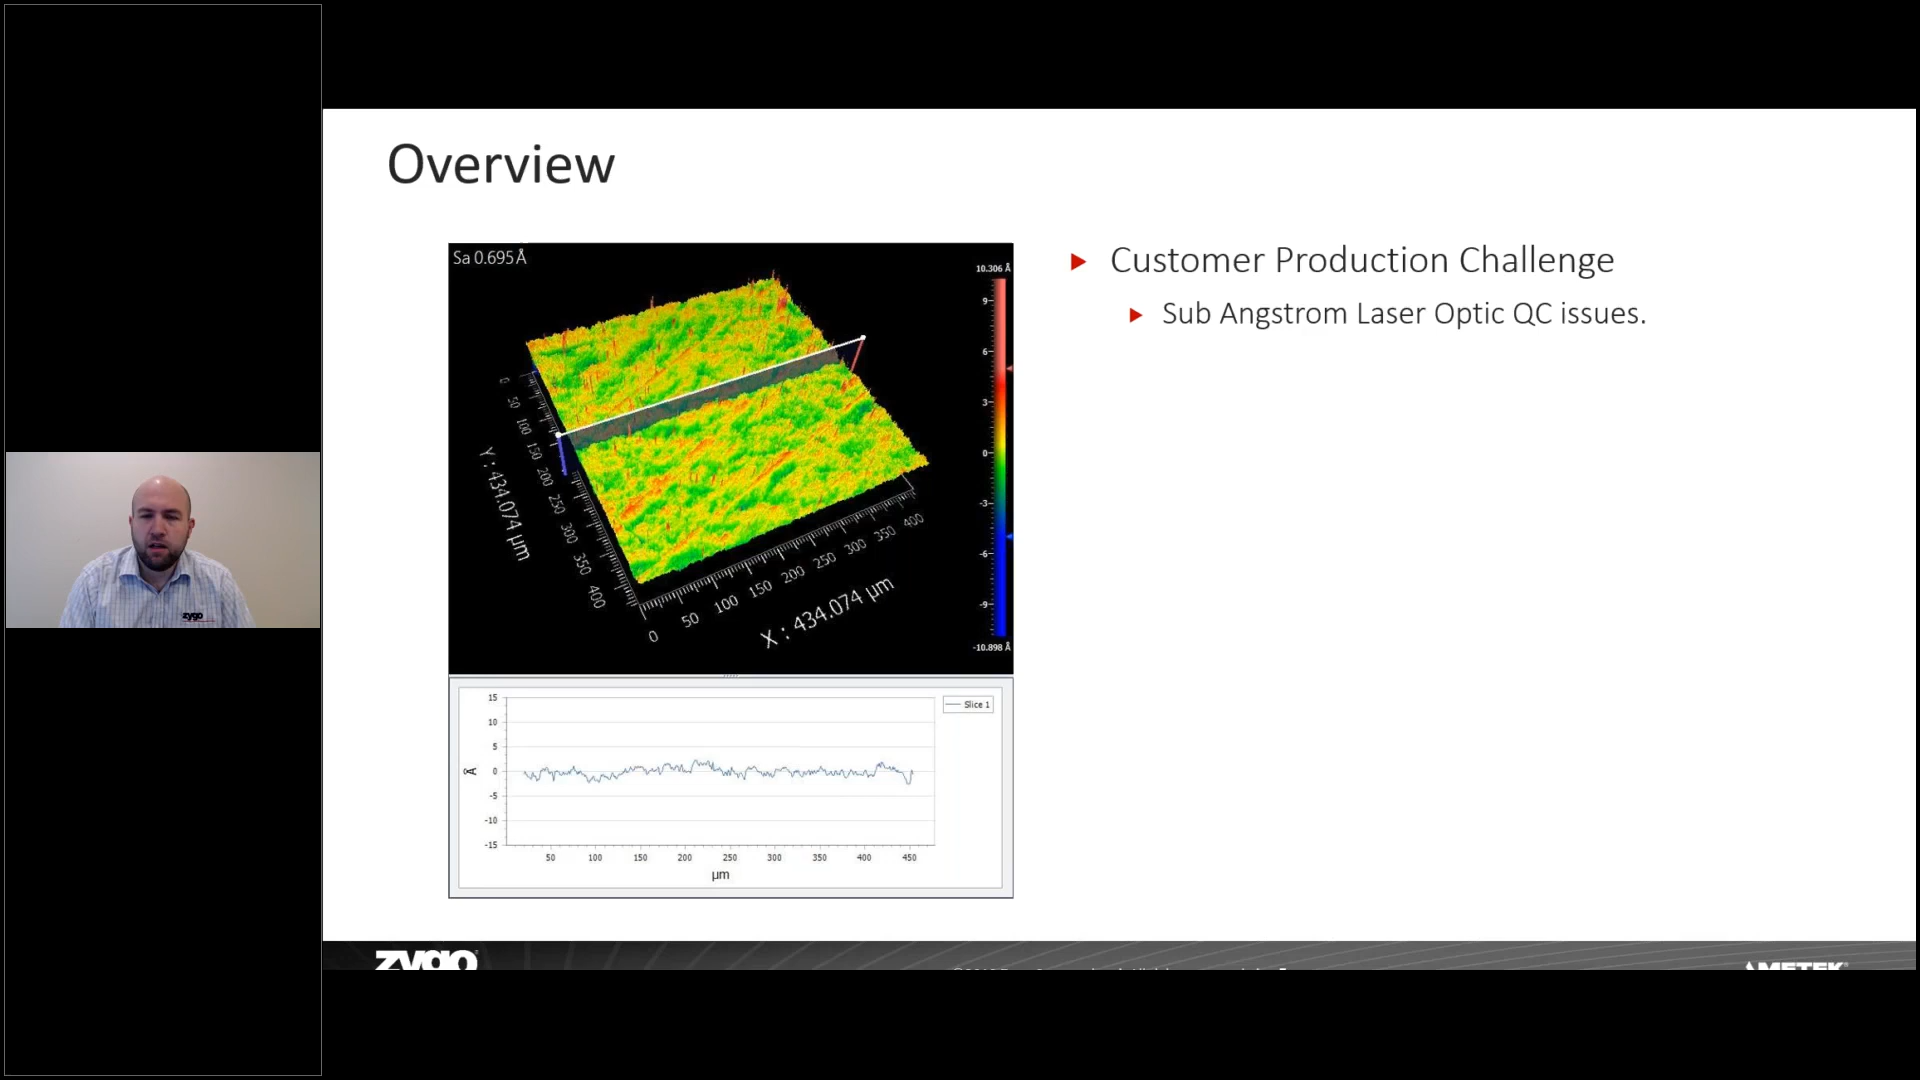 Overview
Sa 0.695Å
10.306 Å
9
6
3
0
-3
-6
-9
-10.898 Å
0
50
100
150
200
250
300
350
400
Y : 434.074 µm
0
50
100
150
200
250
300
350
400
X : 434.074 µm
15
10
5
0
-5
-10
-15
Å
50
100
150
200
250
300
350
400
450
µm
Slice 1
Customer Production Challenge
Sub Angstrom Laser Optic QC issues.
zygo
zygo
AMETEK